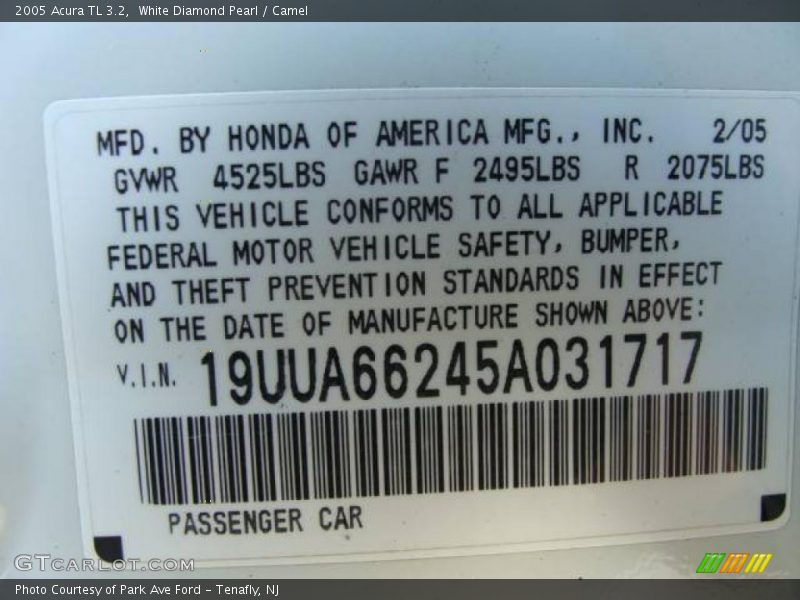 2005 Acura TL 3.2, White Diamond Pearl / Camel
MFD. BY HONDA OF AMERICA MFG., INC. 2/05
GVWR 4525LBS GAWR F 2495LBS R 2075LBS
THIS VEHICLE CONFORMS TO ALL APPLICABLE
FEDERAL MOTOR VEHICLE SAFETY, BUMPER,
AND THEFT PREVENTION STANDARDS IN EFFECT
ON THE DATE OF MANUFACTURE SHOWN ABOVE:
V.I.N. 19UUA66245A031717
PASSENGER CAR
GTCARLOT.COM
Photo Courtesy of Park Ave Ford - Tenafly, NJ